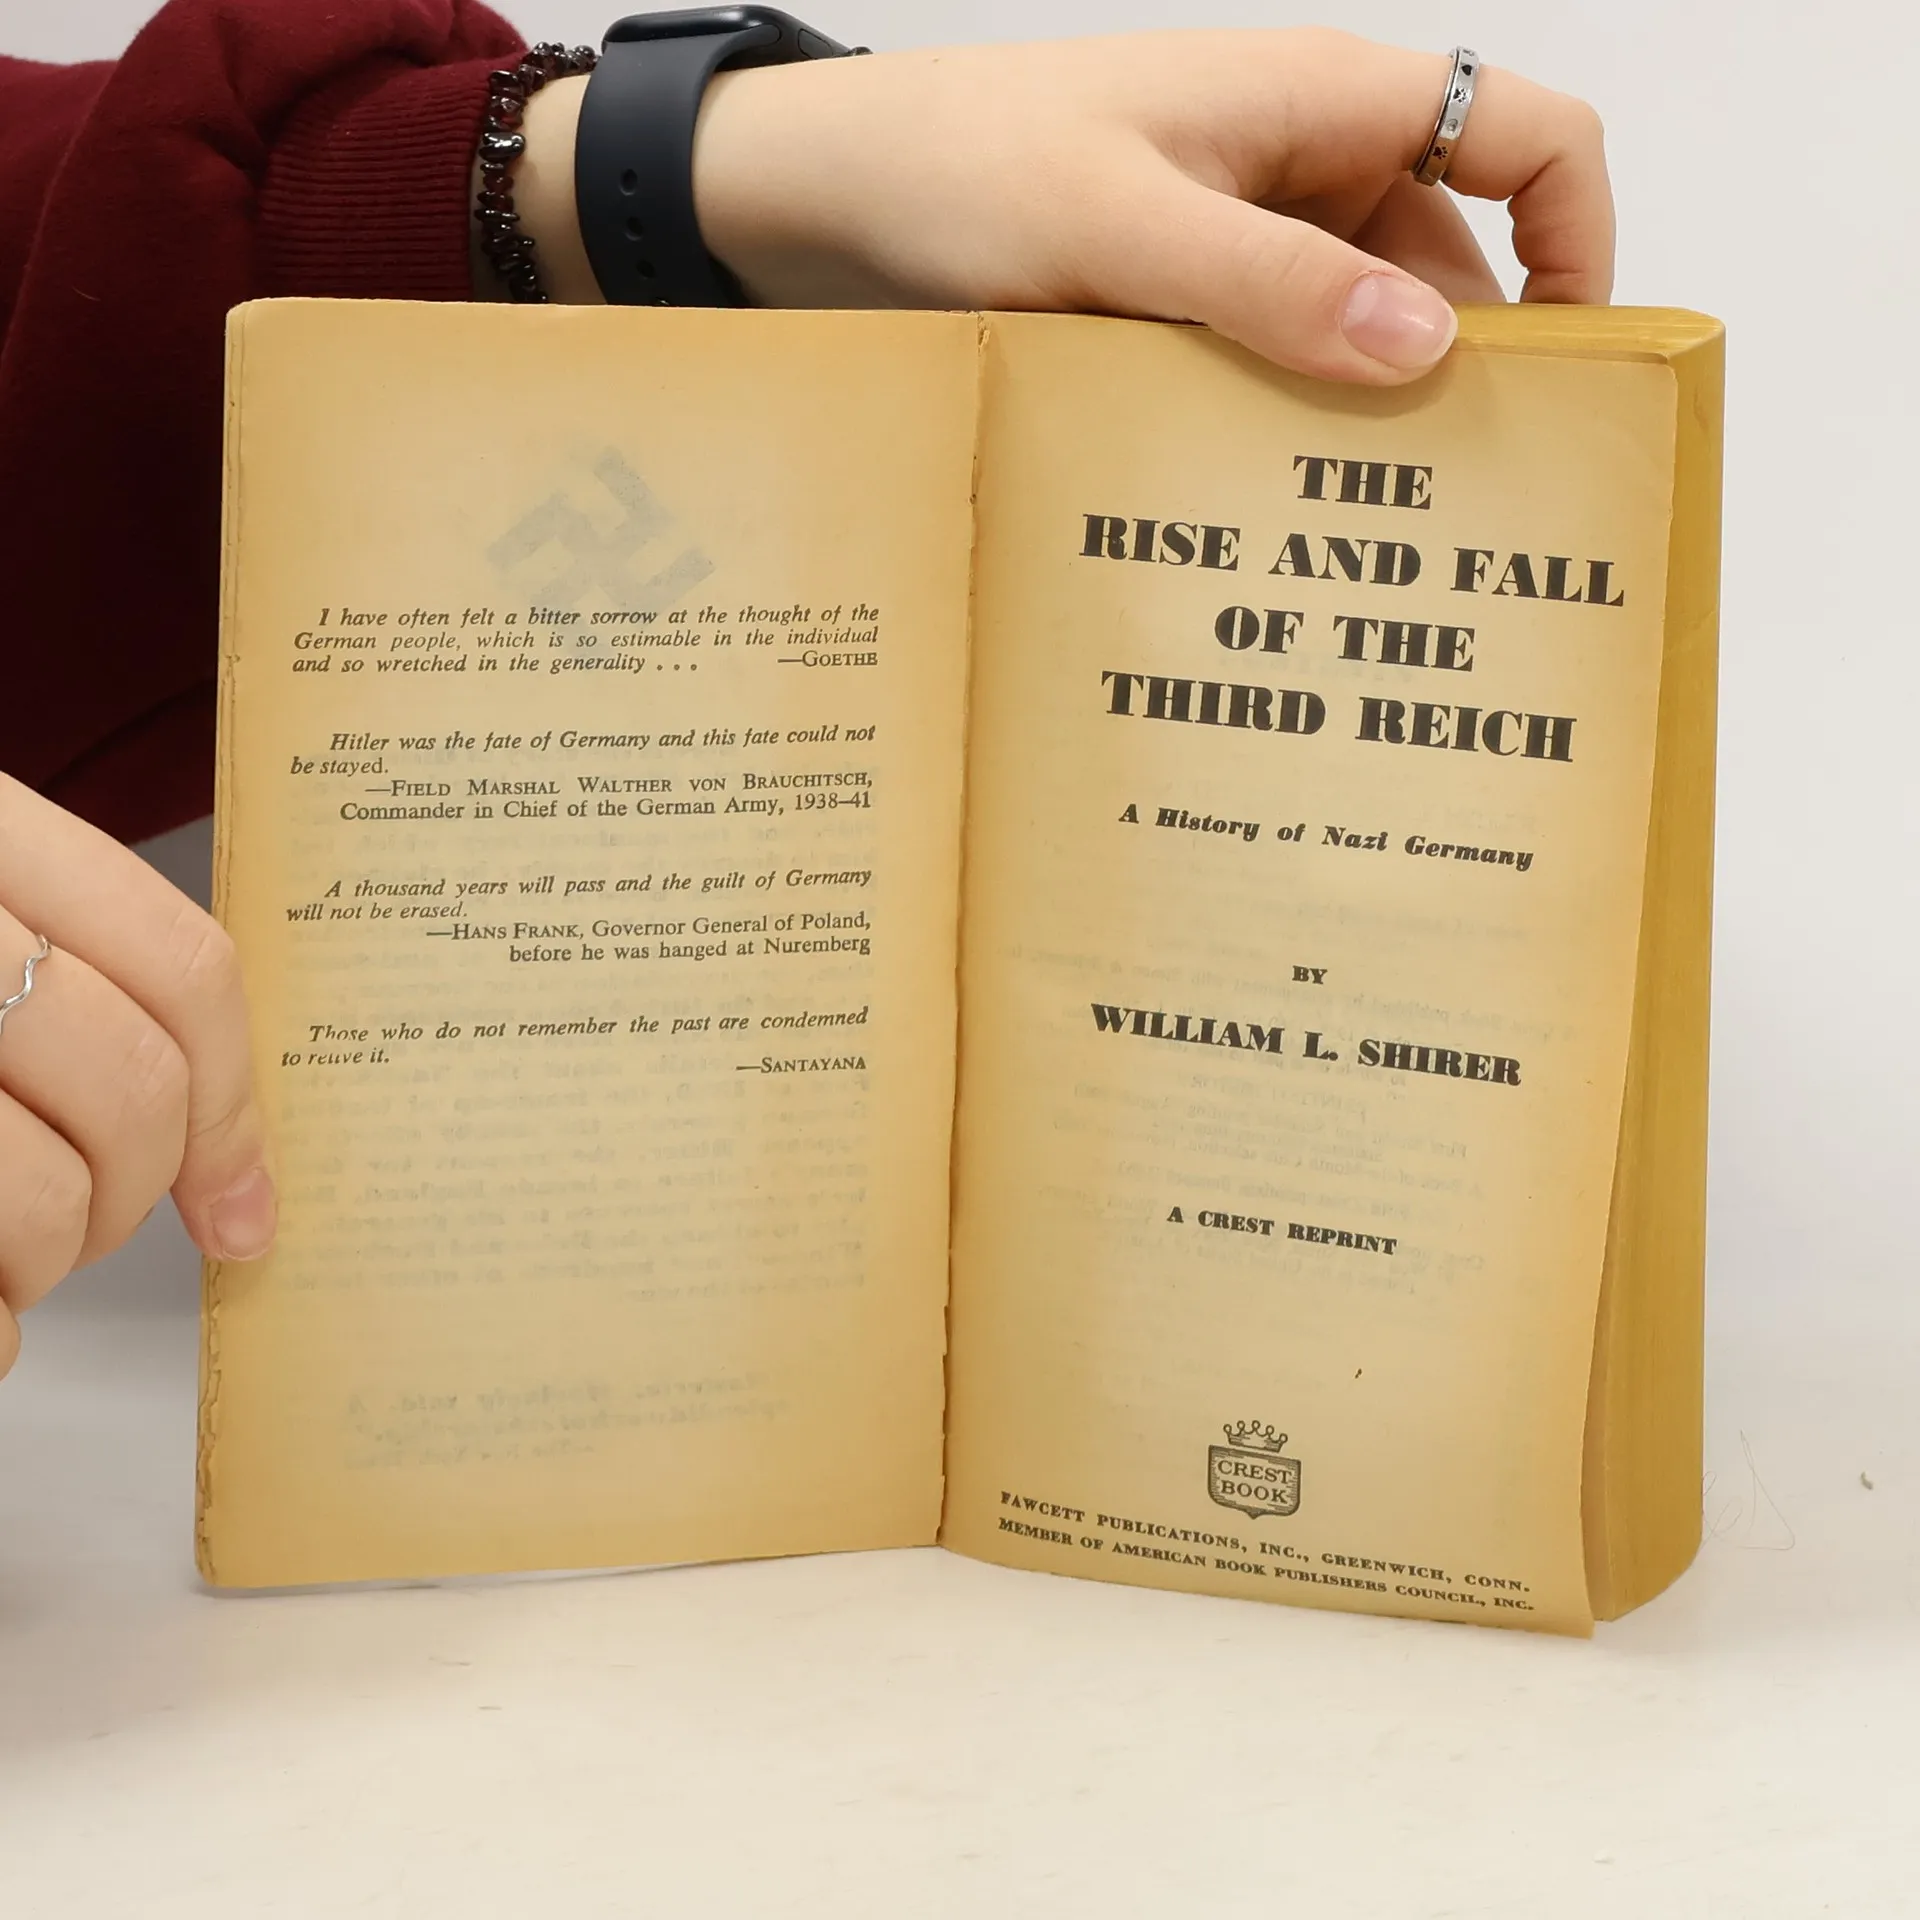 I have often felt a bitter sorrow at the thought of the
German people, which is so estimable in the individual
and so wretched in the generality . . . —GOETHE
Hitler was the fate of Germany and this fate could not
be stayed.
—FIELD MARSHAL WALTHER VON BRAUCHITSCH,
Commander in Chief of the German Army, 1938–41
A thousand years will pass and the guilt of Germany
will not be erased.
—HANS FRANK, Governor General of Poland,
before he was hanged at Nuremberg
Those who do not remember the past are condemned
to relive it.
—SANTAYANA
THE
RISE AND FALL
OF THE
THIRD REICH
A History of Nazi Germany
BY
WILLIAM L. SHIRER
A CREST REPRINT
CREST
BOOK
FAWCETT PUBLICATIONS, INC., GREENWICH, CONN.
MEMBER OF AMERICAN BOOK PUBLISHERS COUNCIL, INC.